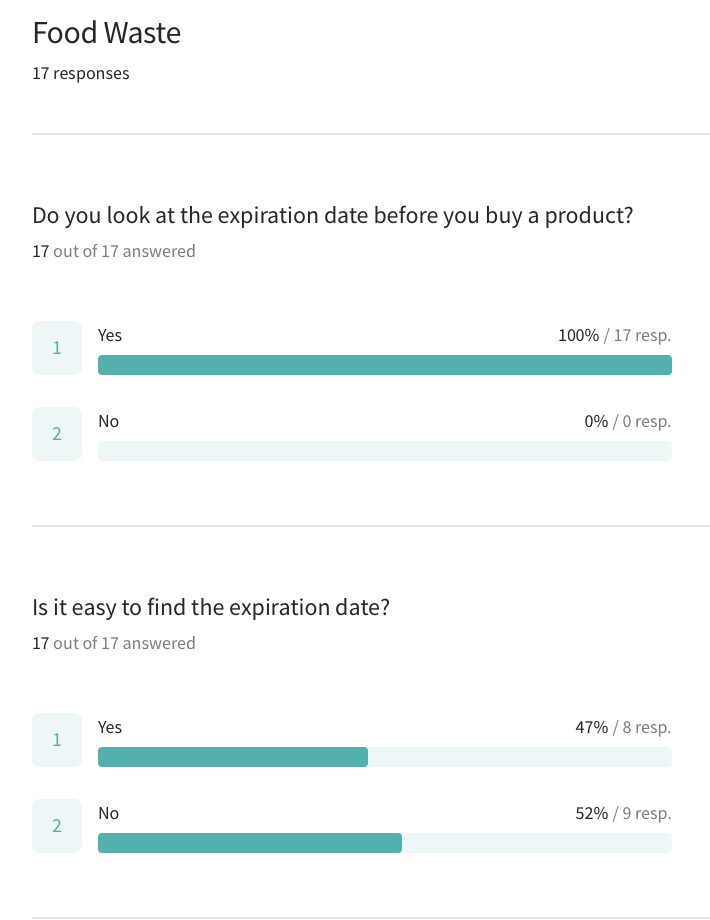 Food Waste
17 responses
Do you look at the expiration date before you buy a product?
17 out of 17 answered
1
Yes 100% / 17 resp.
2
No 0% / 0 resp.
Is it easy to find the expiration date?
17 out of 17 answered
1
Yes 47% / 8 resp.
2
No 52% / 9 resp.